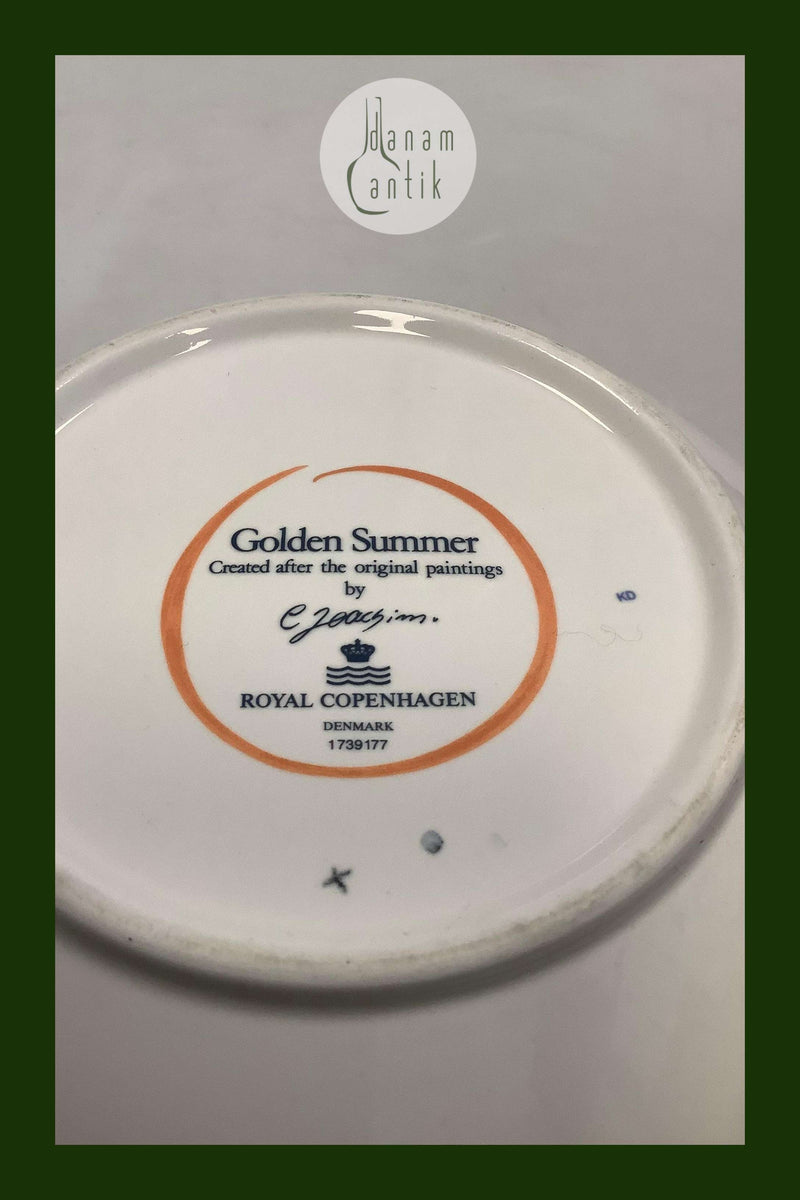 danam
antik
Golden Summer
Created after the original paintings
by
C Joachim.
ROYAL COPENHAGEN
DENMARK
1739177
KD